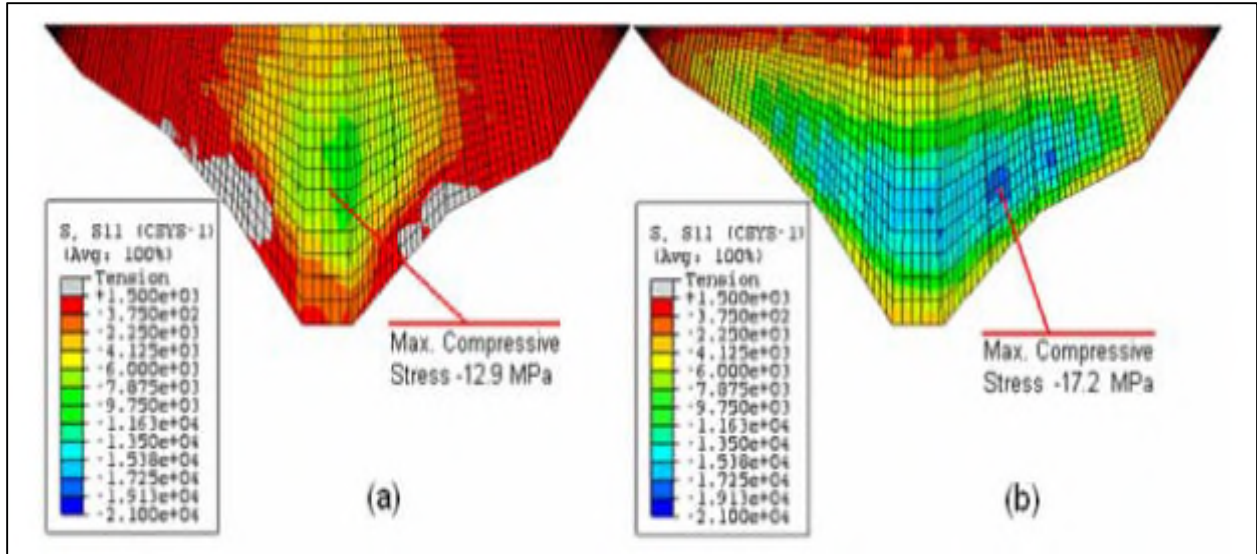 S, S11 (CSYS-1)
(Avg: 100%)
Tension
+1.500e+03
-3.750e+02
-2.250e+03
-4.125e+03
-6.000e+03
-7.875e+03
-9.750e+03
-1.163e+04
-1.350e+04
-1.538e+04
-1.725e+04
-1.913e+04
-2.100e+04
Max. Compressive
Stress -12.9 MPa
(a)
S, S11 (CSYS-1)
(Avg: 100%)
Tension
+1.500e+03
-3.750e+02
-2.250e+03
-4.125e+03
-6.000e+03
-7.875e+03
-9.750e+03
-1.163e+04
-1.350e+04
-1.538e+04
-1.725e+04
-1.913e+04
-2.100e+04
Max. Compressive
Stress -17.2 MPa
(b)